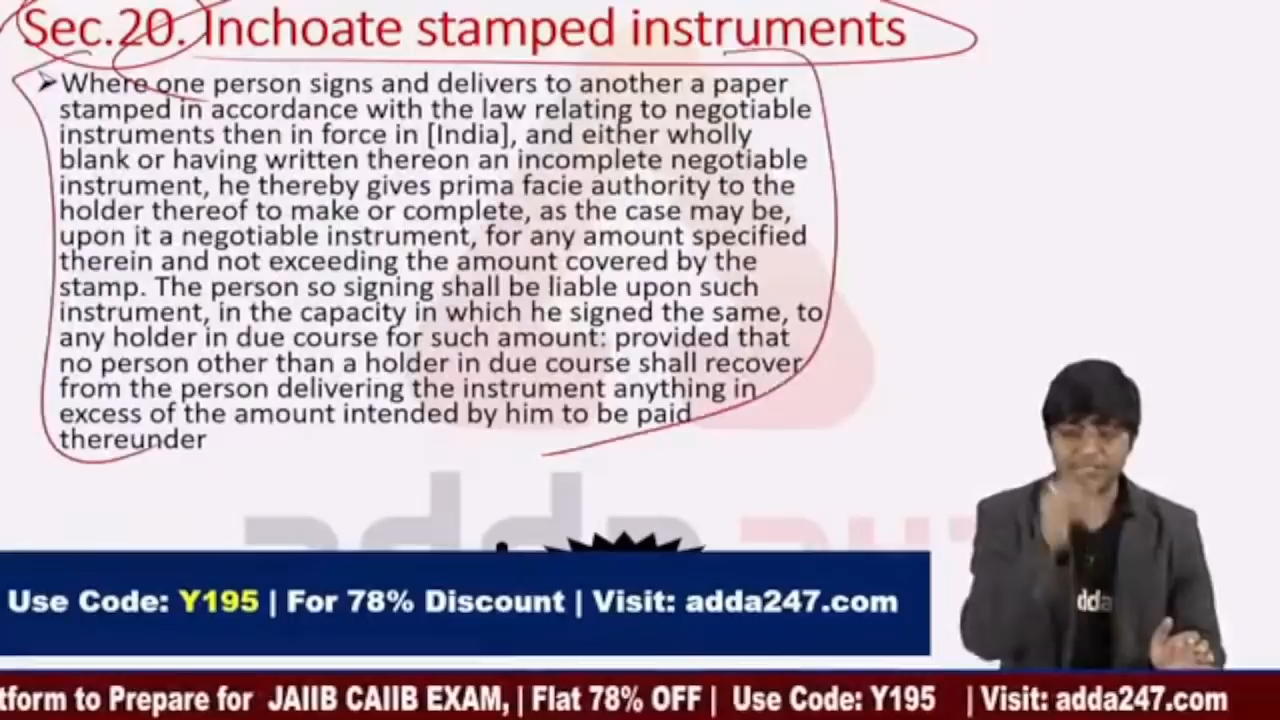 Sec.20. Inchoate stamped instruments
➤Where one person signs and delivers to another a paper
stamped in accordance with the law relating to negotiable
instruments then in force in [India], and either wholly
blank or having written thereon an incomplete negotiable
instrument, he thereby gives prima facie authority to the
holder thereof to make or complete, as the case may be,
upon it a negotiable instrument, for any amount specified
therein and not exceeding the amount covered by the
stamp. The person so signing shall be liable upon such
instrument, in the capacity in which he signed the same, to
any holder in due course for such amount: provided that
no person other than a holder in due course shall recover
from the person delivering the instrument anything in
excess of the amount intended by him to be paid
thereunder
adda
dda
Use Code: Y195 | For 78% Discount | Visit: adda247.com
tform to Prepare for JAIIB CAIIB EXAM, | Flat 78% OFF | Use Code: Y195 | Visit: adda247.com